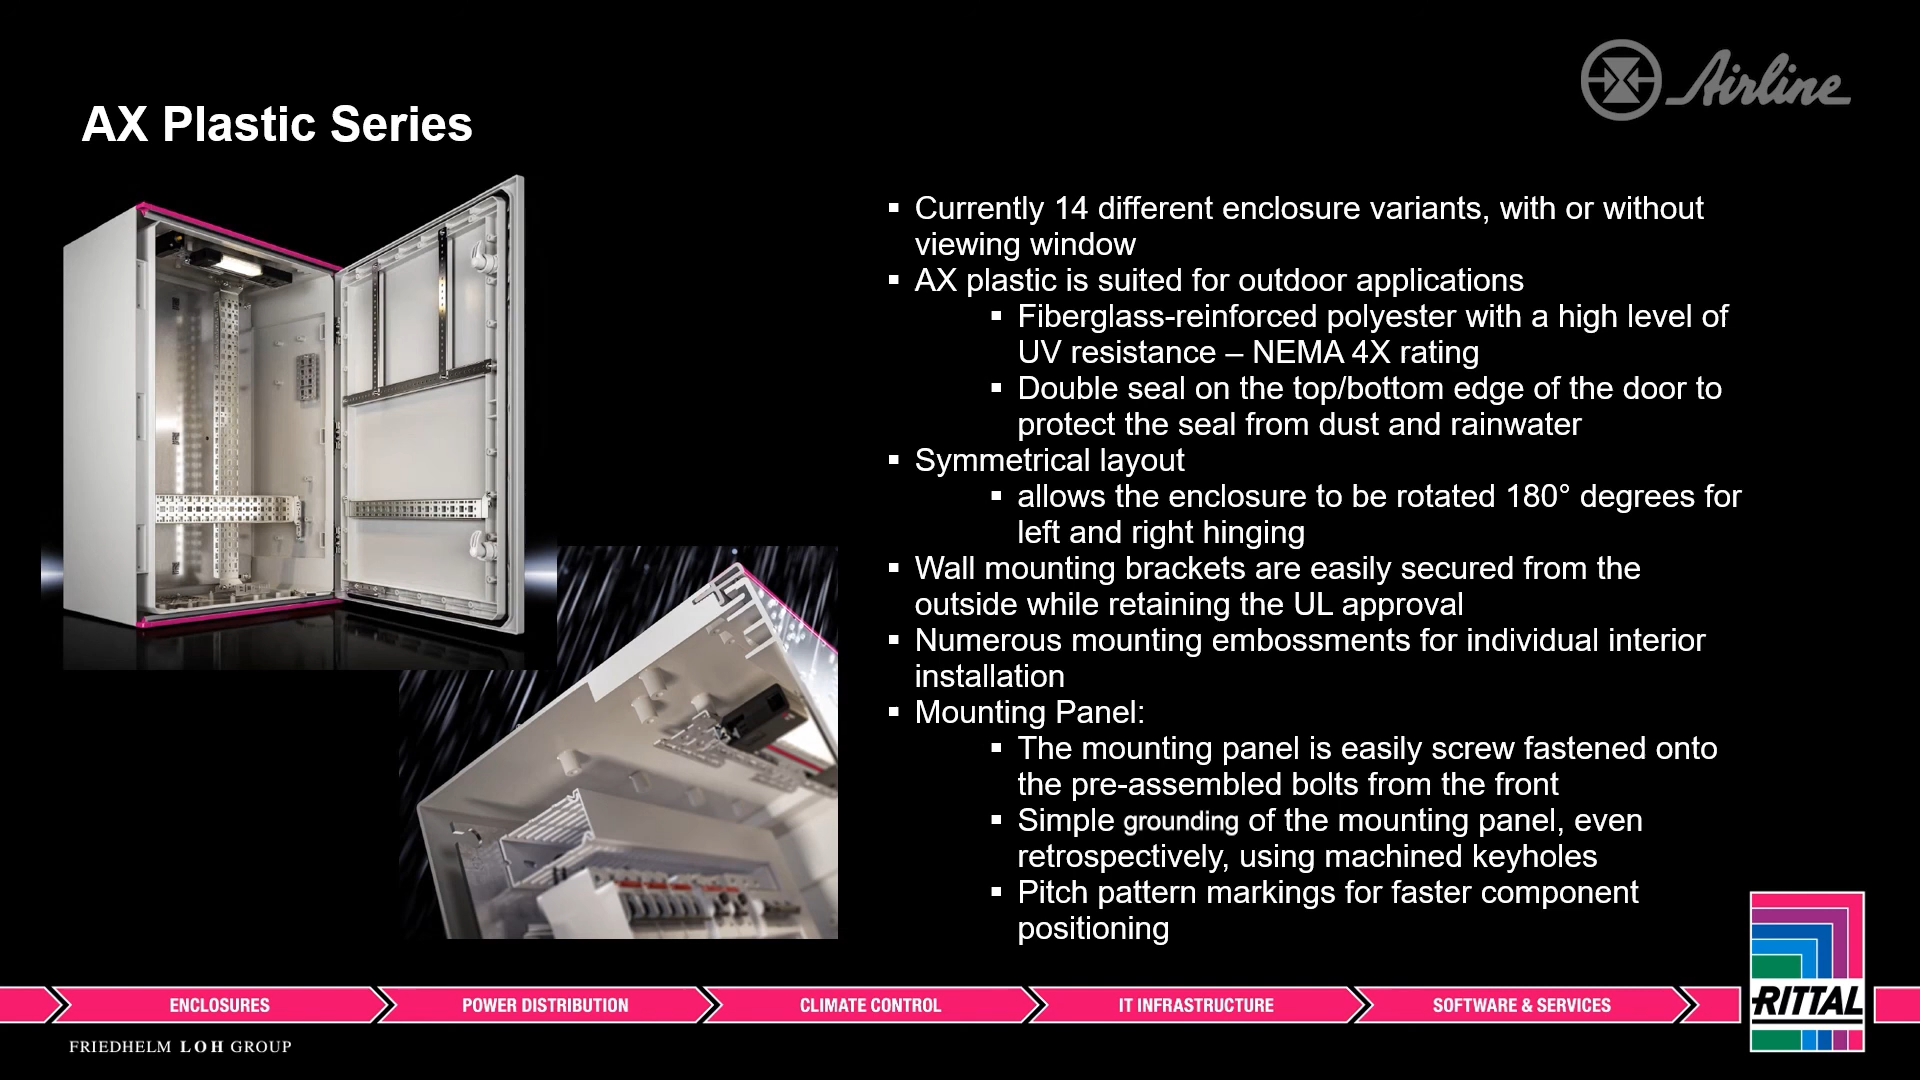 Airline
AX Plastic Series
▪ Currently 14 different enclosure variants, with or without
viewing window
▪ AX plastic is suited for outdoor applications
▪ Fiberglass-reinforced polyester with a high level of
UV resistance – NEMA 4X rating
▪ Double seal on the top/bottom edge of the door to
protect the seal from dust and rainwater
▪ Symmetrical layout
▪ allows the enclosure to be rotated 180° degrees for
left and right hinging
▪ Wall mounting brackets are easily secured from the
outside while retaining the UL approval
▪ Numerous mounting embossments for individual interior
installation
▪ Mounting Panel:
▪ The mounting panel is easily screw fastened onto
the pre-assembled bolts from the front
▪ Simple grounding of the mounting panel, even
retrospectively, using machined keyholes
▪ Pitch pattern markings for faster component
positioning
ENCLOSURES
POWER DISTRIBUTION
CLIMATE CONTROL
IT INFRASTRUCTURE
SOFTWARE & SERVICES
RITTAL
FRIEDHELM LOH GROUP